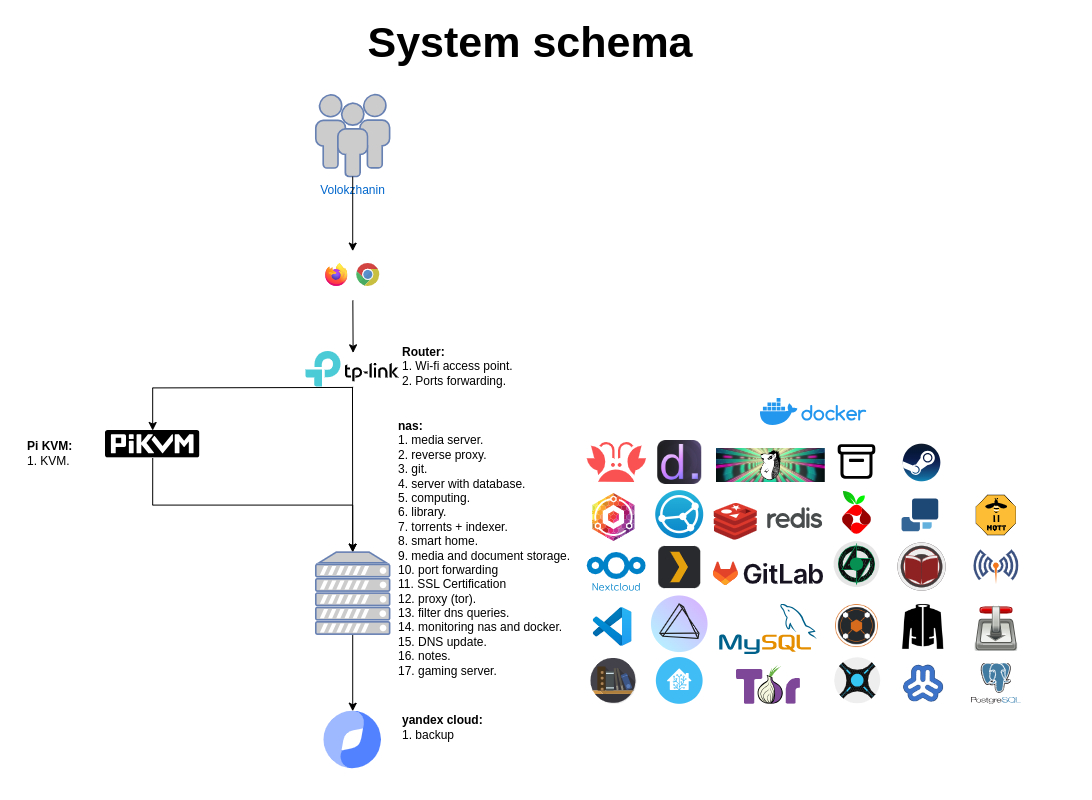 System schema
Volokzhanin
tp-link
Router:
1. Wi-fi access point.
2. Ports forwarding.
PiKVM
Pi KVM:
1. KVM.
nas:
1. media server.
2. reverse proxy.
3. git.
4. server with database.
5. computing.
6. library.
7. torrents + indexer.
8. smart home.
9. media and document storage.
10. port forwarding
11. SSL Certification
12. proxy (tor).
13. filter dns queries.
14. monitoring nas and docker.
15. DNS update.
16. notes.
17. gaming server.
yandex cloud:
1. backup
docker
d.
redis
MQTT
Nextcloud
GitLab
MySQL
Tor
PostgreSQL